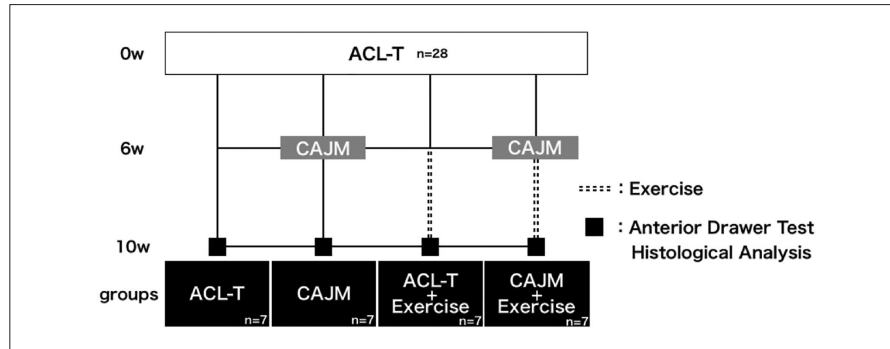 0w
ACL-T n=28
6w
CAJM
CAJM
: Exercise
: Anterior Drawer Test
Histological Analysis
10w
groups
ACL-T
n=7
CAJM
n=7
ACL-T
+
Exercise
n=7
CAJM
+
Exercise
n=7